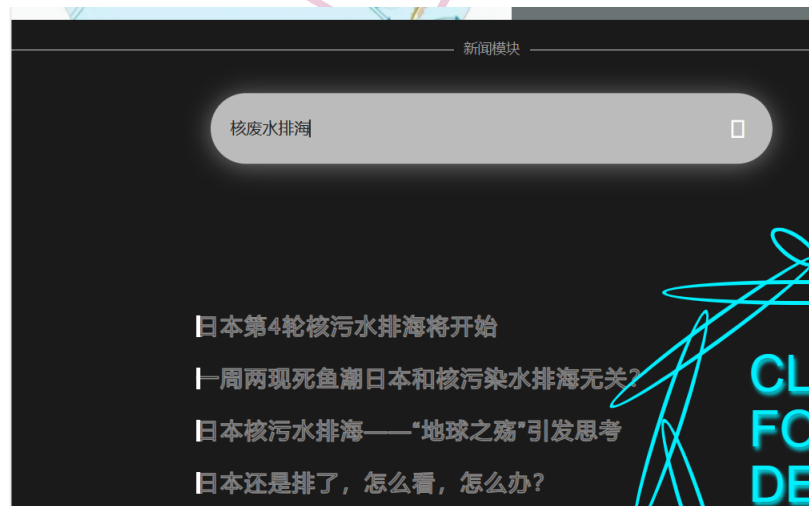 新闻模块
核废水排海
日本第4轮核污水排海将开始
一周两现死鱼潮日本和核污染水排海无关?
日本核污水排海——“地球之殇”引发思考
日本还是排了，怎么看，怎么办?
CL
FO
DE